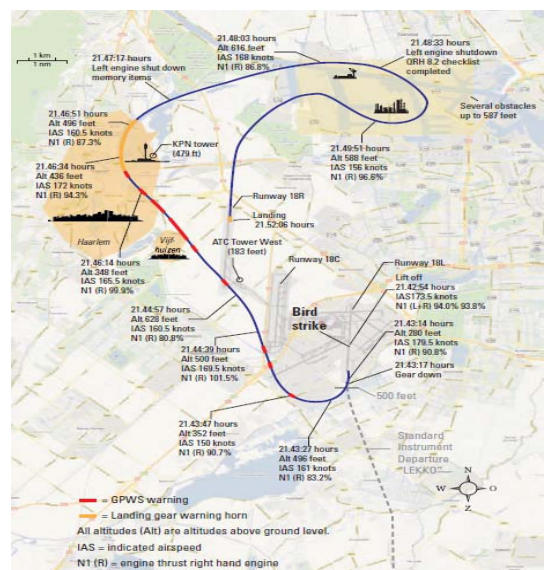 1 km
1 nm
21.47:17 hours
Left engine shut down
memory items
21.48:03 hours
Alt 616 feet
IAS 168 knots
N1 (R) 86.8%
21.48:33 hours
Left engine shutdown
QRH 8.2 checklist
completed
21.46:51 hours
Alt 496 feet
IAS 160.5 knots
N1 (R) 87.3%
KPN tower
(479 ft)
Several obstacles
up to 587 feet
21.49:51 hours
Alt 588 feet
IAS 156 knots
N1 (R) 96.6%
21.46:34 hours
Alt 436 feet
IAS 172 knots
N1 (R) 94.3%
Runway 18R
Landing
21.52:06 hours
Haarlem
Vijf-
huizen
ATC Tower West
(183 feet)
Runway 18C
Runway 18L
21.46:14 hours
Alt 348 feet
IAS 165.5 knots
N1 (R) 99.9%
Lift off
21.42:54 hours
IAS173.5 knots
N1 (L+R) 94.0% 93.8%
Bird
strike
21.44:57 hours
Alt 628 feet
IAS 160.5 knots
N1 (R) 80.8%
21.43:14 hours
Alt 280 feet
IAS 179.5 knots
N1 (R) 90.8%
21.44:39 hours
Alt 500 feet
IAS 169.5 knots
N1 (R) 101.5%
21.43:17 hours
Gear down
500 feet
21.43:47 hours
Alt 352 feet
IAS 150 knots
N1 (R) 90.7%
21.43:27 hours
Alt 496 feet
IAS 161 knots
N1 (R) 83.2%
Standard
Instrument
Departure
"LEKKO"
N
W
O
Z
= GPWS warning
= Landing gear warning horn
All altitudes (Alt) are altitudes above ground level.
IAS = indicated airspeed
N1 (R) = engine thrust right hand engine